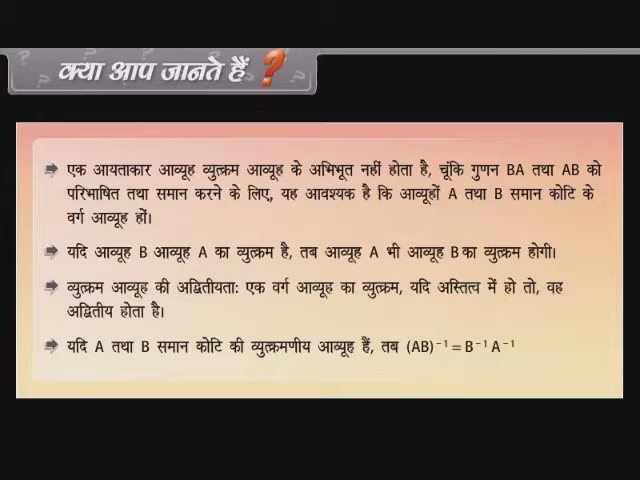 क्या आप जानते हैं ?
एक आयताकार आव्यूह व्युत्क्रम आव्यूह के अभिभूत नहीं होता है, चूंकि गुणन BA तथा AB को
परिभाषित तथा समान करने के लिए, यह आवश्यक है कि आव्यूहों A तथा B समान कोटि के
वर्ग आव्यूह हों।
यदि आव्यूह B आव्यूह A का व्युत्क्रम है, तब आव्यूह A भी आव्यूह B का व्युत्क्रम होगी।
व्युत्क्रम आव्यूह की अद्वितीयता: एक वर्ग आव्यूह का व्युत्क्रम, यदि अस्तित्व में हो तो, वह
अद्वितीय होता है।
यदि A तथा B समान कोटि की व्युत्क्रमणीय आव्यूह हैं, तब (AB)⁻¹ = B⁻¹ A⁻¹